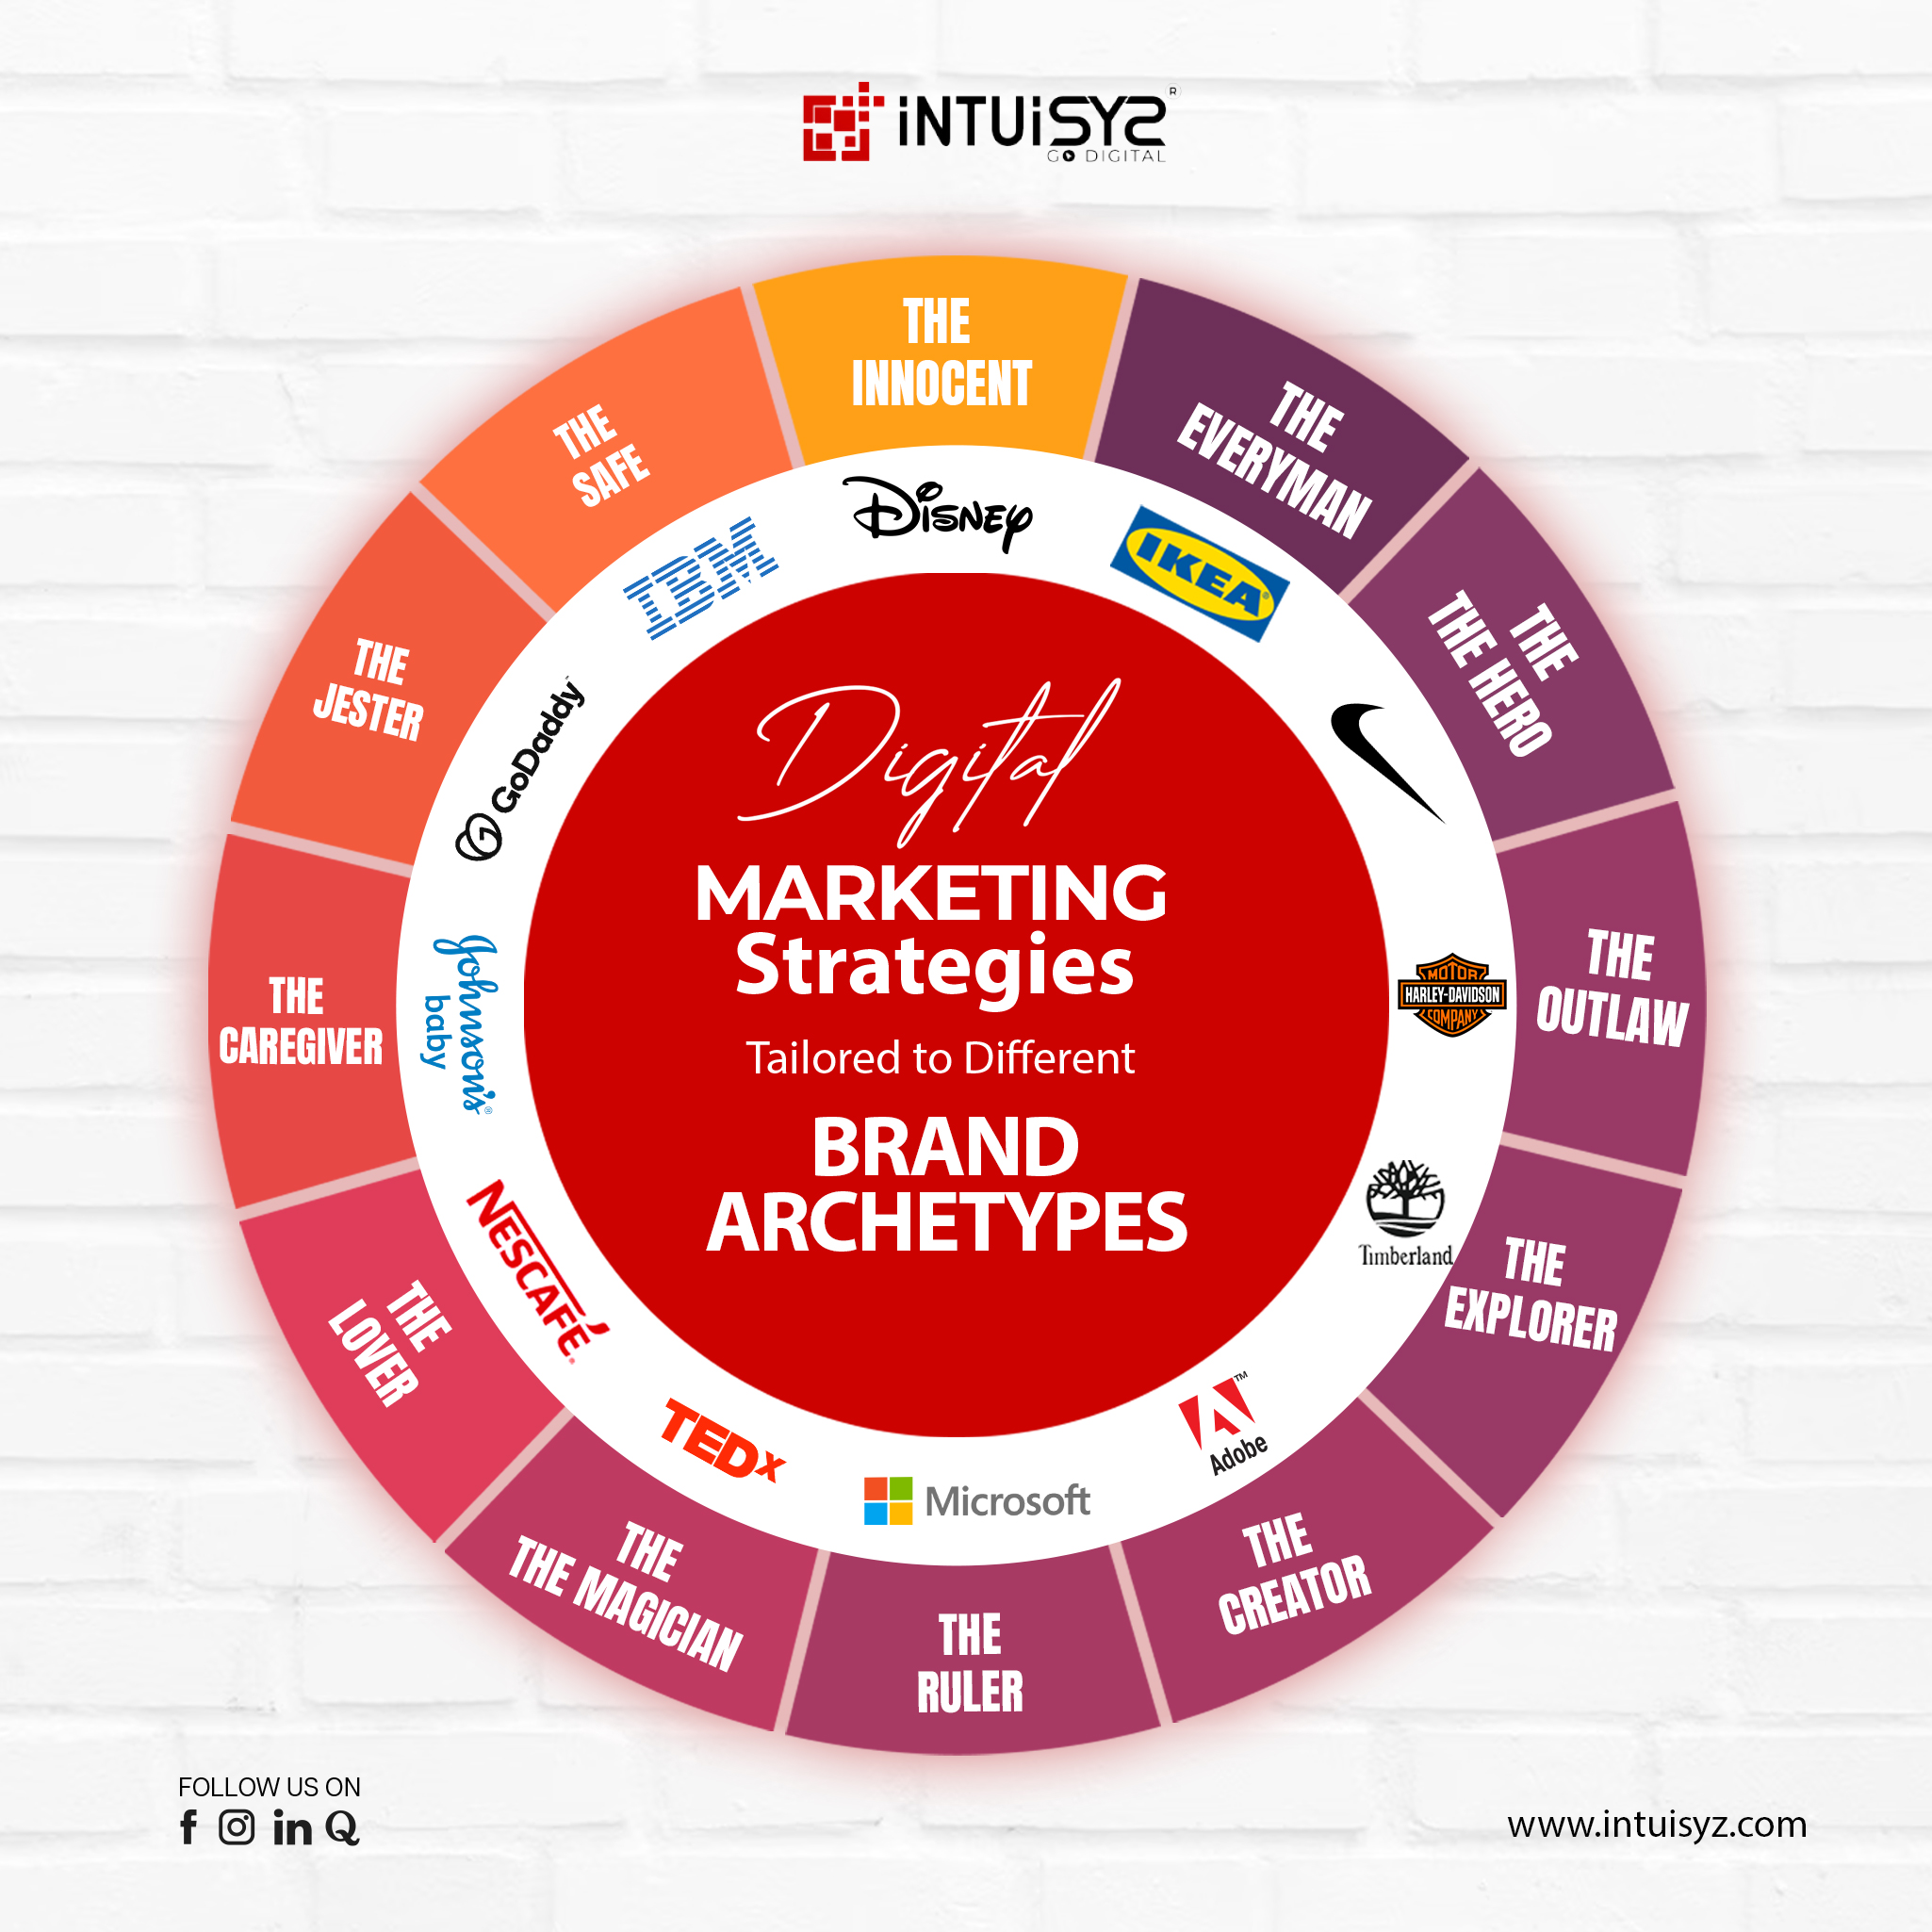 iNTUiSYZ®
GO DIGITAL
THE
INNOCENT
THE
EVERYMAN
THE
THE HERO
THE
OUTLAW
THE
EXPLORER
THE
CREATOR
THE
RULER
THE
THE MAGICIAN
THE
LOVER
THE
CAREGIVER
THE
JESTER
THE
SAFE
Disney
IKEA®
MOTOR
HARLEY-DAVIDSON
COMPANY
Timberland
Adobe™
Microsoft
TEDx
NESCAFÉ®
Johnson's®
baby
GoDaddy
IBM
Digital
MARKETING
Strategies
Tailored to Different
BRAND
ARCHETYPES
FOLLOW US ON
f in Q
www.intuisyz.com